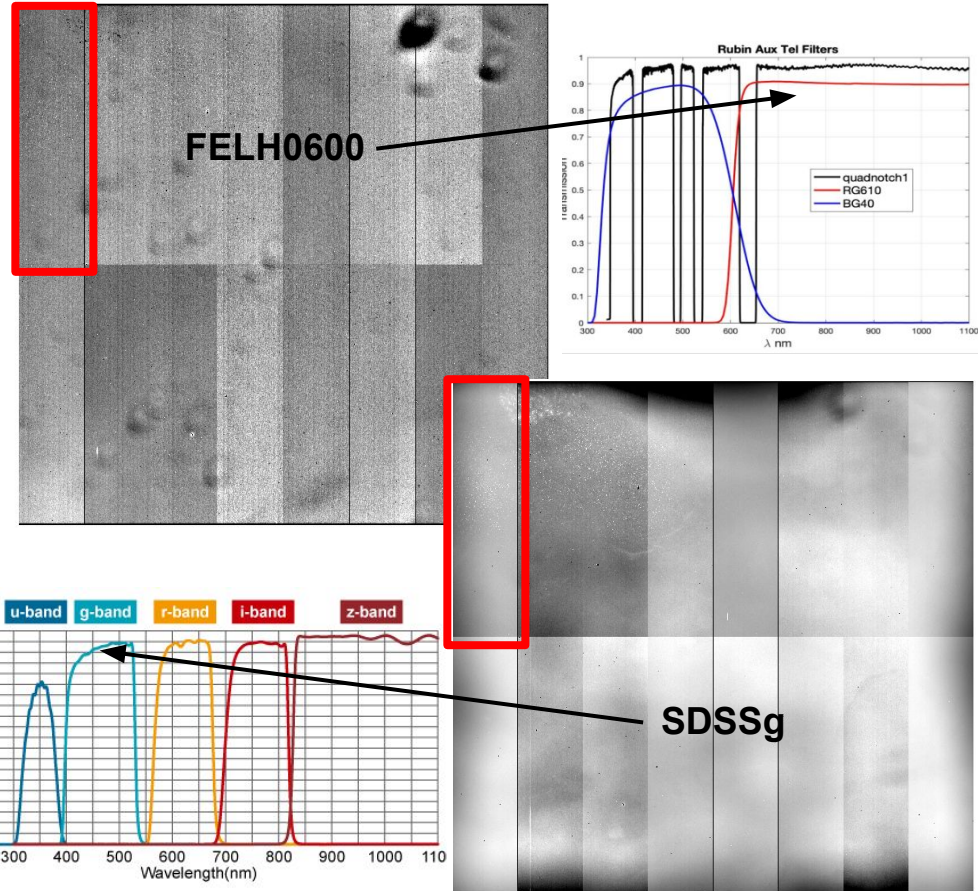 FELH0600
Rubin Aux Tel Filters
1
0.9
0.8
0.7
0.6
0.5
0.4
0.3
0.2
0.1
0
quadnotch1
RG610
BG40
300 400 500 600 700 800 900 1000 1100
λ nm
u-band g-band r-band i-band z-band
300 400 500 600 700 800 900 1000 110
Wavelength(nm)
SDSSg